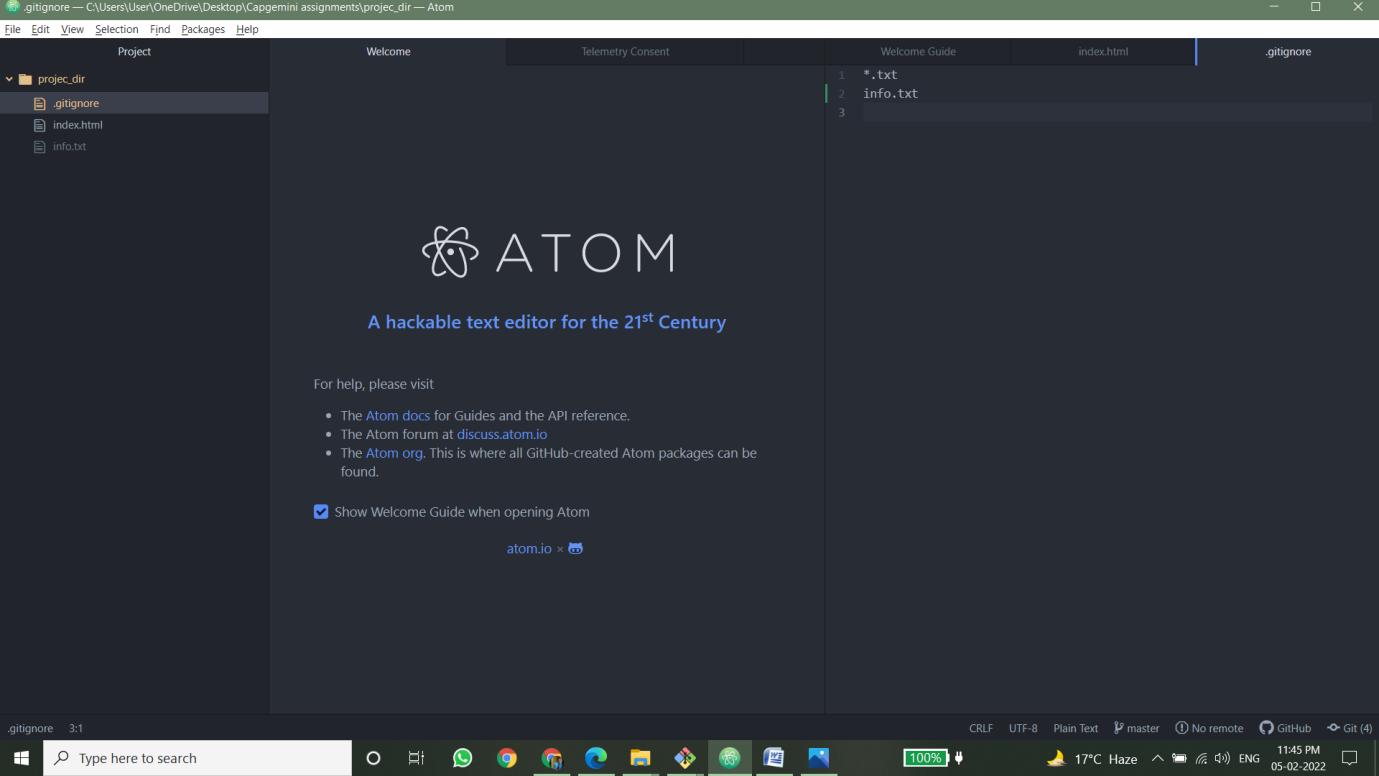 .gitignore — C:\Users\User\OneDrive\Desktop\Capgemini assignments\projec_dir — Atom
File Edit View Selection Find Packages Help
Project
projec_dir
.gitignore
index.html
info.txt
Welcome
Telemetry Consent
ATOM
A hackable text editor for the 21st Century
For help, please visit
The Atom docs for Guides and the API reference.
The Atom forum at discuss.atom.io
The Atom org. This is where all GitHub-created Atom packages can be
found.
Show Welcome Guide when opening Atom
atom.io ×
Welcome Guide
index.html
.gitignore
1 *.txt
2 info.txt
3
.gitignore 3:1
CRLF UTF-8 Plain Text master No remote GitHub Git (4)
Type here to search
100%
17°C Haze
ENG
11:45 PM
05-02-2022